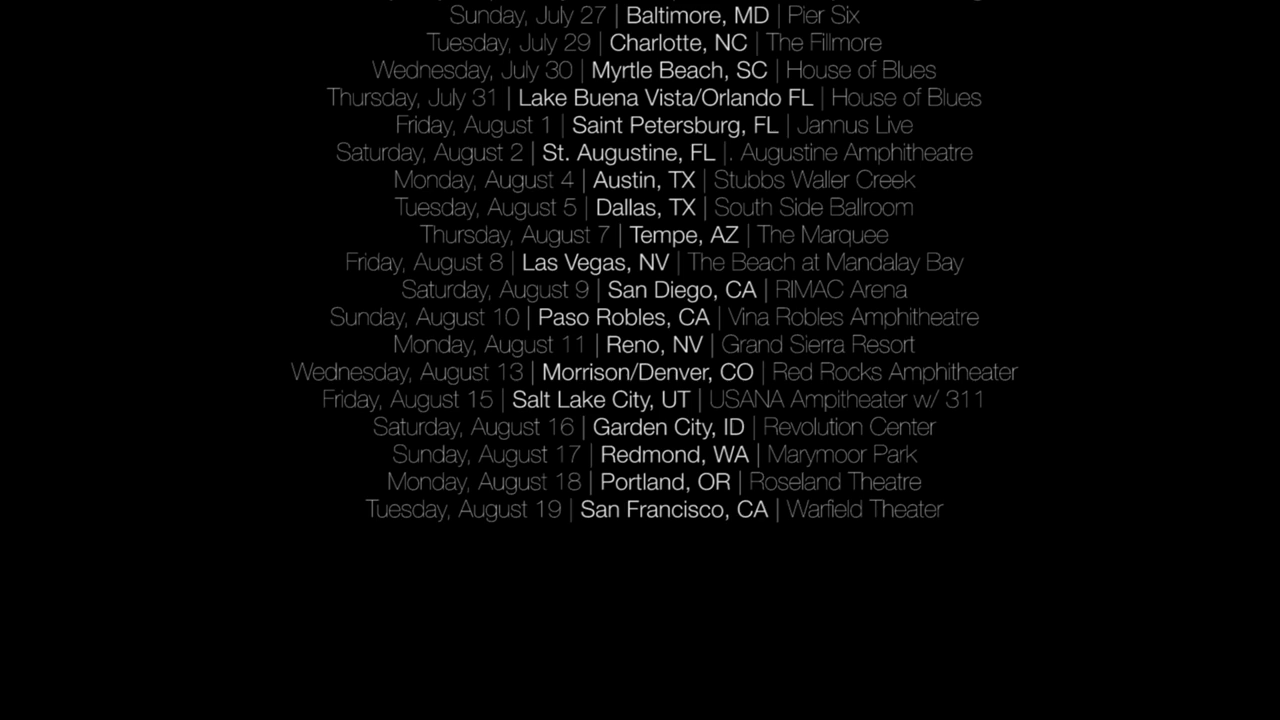 Sunday, July 27 | Baltimore, MD | Pier Six
Tuesday, July 29 | Charlotte, NC | The Fillmore
Wednesday, July 30 | Myrtle Beach, SC | House of Blues
Thursday, July 31 | Lake Buena Vista/Orlando FL | House of Blues
Friday, August 1 | Saint Petersburg, FL | Jannus Live
Saturday, August 2 | St. Augustine, FL |. Augustine Amphitheatre
Monday, August 4 | Austin, TX | Stubbs Waller Creek
Tuesday, August 5 | Dallas, TX | South Side Ballroom
Thursday, August 7 | Tempe, AZ | The Marquee
Friday, August 8 | Las Vegas, NV | The Beach at Mandalay Bay
Saturday, August 9 | San Diego, CA | RIMAC Arena
Sunday, August 10 | Paso Robles, CA | Vina Robles Amphitheatre
Monday, August 11 | Reno, NV | Grand Sierra Resort
Wednesday, August 13 | Morrison/Denver, CO | Red Rocks Amphitheater
Friday, August 15 | Salt Lake City, UT | USANA Ampitheater w/ 311
Saturday, August 16 | Garden City, ID | Revolution Center
Sunday, August 17 | Redmond, WA | Marymoor Park
Monday, August 18 | Portland, OR | Roseland Theatre
Tuesday, August 19 | San Francisco, CA | Warfield Theater